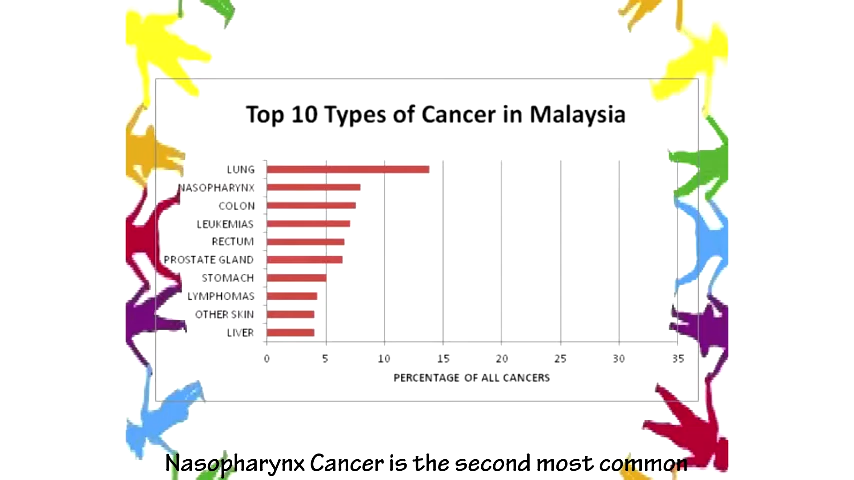 Top 10 Types of Cancer in Malaysia
LUNG
NASOPHARYNX
COLON
LEUKEMIAS
RECTUM
PROSTATE GLAND
STOMACH
LYMPHOMAS
OTHER SKIN
LIVER
0 5 10 15 20 25 30 35
PERCENTAGE OF ALL CANCERS
Nasopharynx Cancer is the second most common